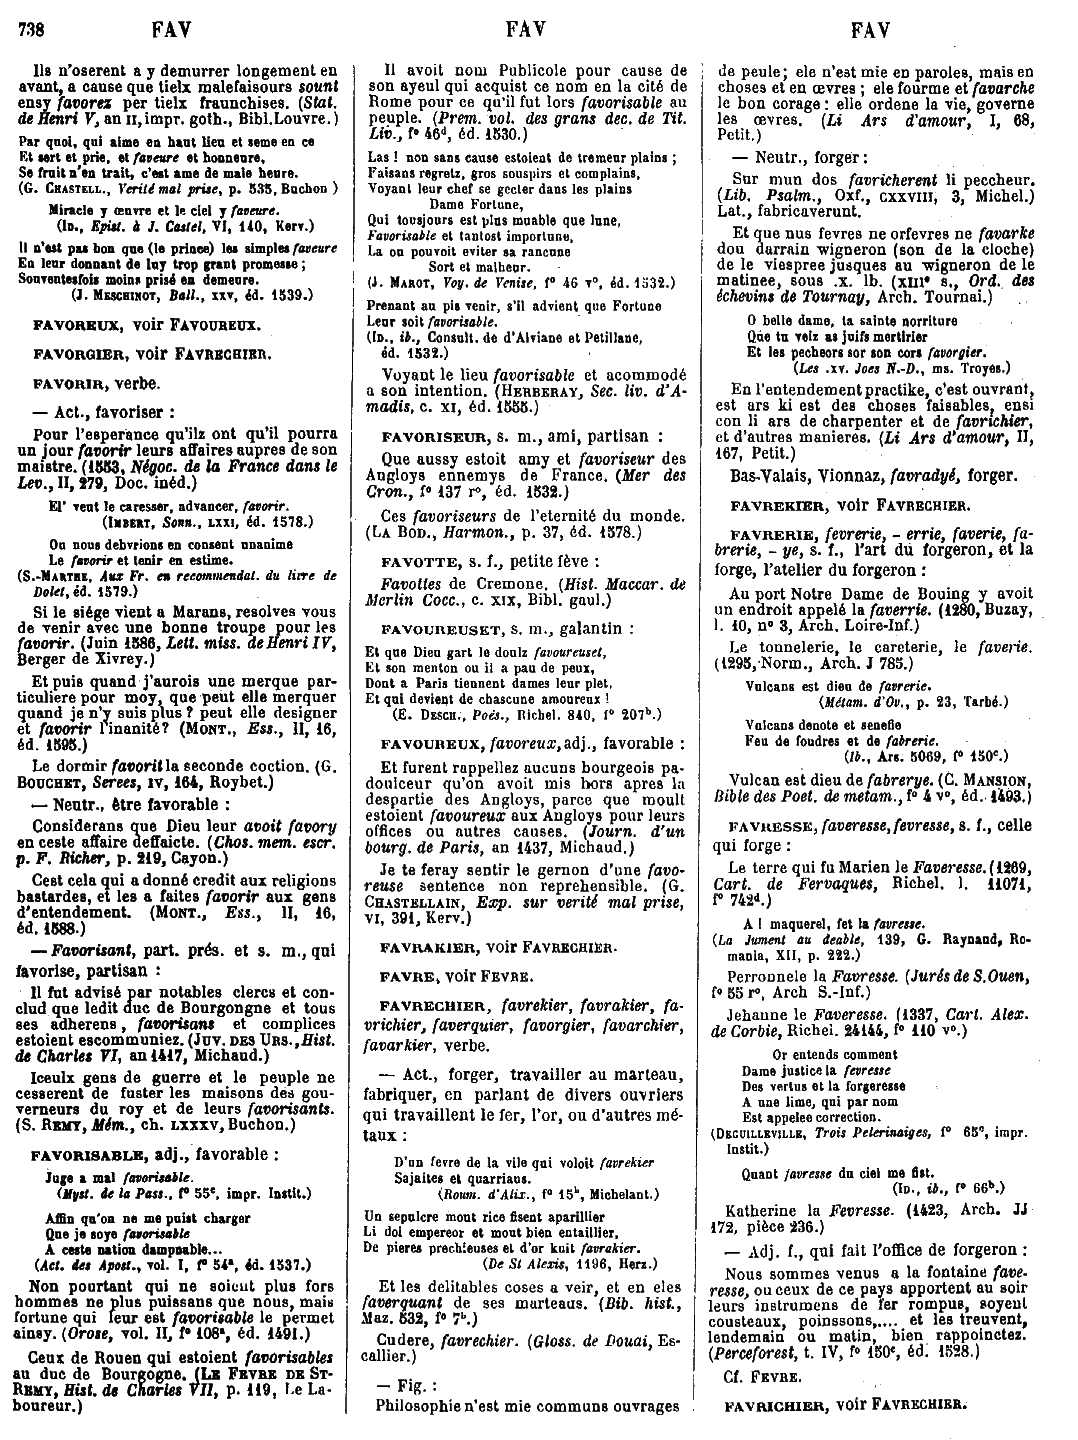 738 FAV FAV FAV
Ils n'oserent a y demurrer longement en
avant, a cause que tielx malefaisours sount
ensy favorez per tielx fraunchises. (Stat.
de Henri V, an II, impr. goth., Bibl. Louvre.)
Par quoi, qui aime en haut lieu et seme en ce
Et sert et prie, et faveure et honneure,
Se fruit n'en trait, c'est ame de male heure.
(G. CHASTELL., Verité mal prise, p. 535, Buchon)
Miracle y œuvre et le ciel y faveure.
(ID., Epist. à J. Castel, VI, 140, Kerv.)
Il n'est pas bon que (le prince) les simples faveure
En leur donnant de luy trop grant promesse ;
Souventesfois moins prisé en demeure.
(J. MESCHINOT, Ball., XXV, éd. 1539.)
FAVOREUX, voir FAVOUREUX.
FAVORGIER, voir FAVRECHIER.
FAVORIR, verbe.
— Act., favoriser :
Pour l'esperance qu'ilz ont qu'il pourra
un jour favorir leurs affaires aupres de son
maistre. (1553, Négoc. de la France dans le
Lev., II, 279, Doc. inéd.)
El' veut le caresser, advancer, favorir.
(IMBERT, Sonn., LXXI, éd. 1578.)
Ou nous debvrions en consent unanime
Le favorir et tenir en estime.
(S.-MARTHE, Aux Fr. en recommendat. du livre de
Dolet, éd. 1579.)
Si le siége vient a Marans, resolves vous
de venir avec une bonne troupe pour les
favorir. (Juin 1586, Lett. miss. de Henri IV,
Berger de Xivrey.)
Et puis quand j'aurois une merque par-
ticuliere pour moy, que peut elle merquer
quand je n'y suis plus ? peut elle designer
et favorir l'inanité? (MONT., Ess., II, 16,
éd. 1595.)
Le dormir favorit la seconde coction. (G.
BOUCHET, Serees, IV, 164, Roybet.)
— Neutr., être favorable :
Considerans que Dieu leur avoit favory
en ceste affaire deffaicte. (Chos. mem. escr.
p. F. Richer, p. 219, Cayon.)
Cest cela qui a donné credit aux religions
bastardes, et les a faites favorir aux gens
d'entendement. (MONT., Ess., II, 16,
éd. 1588.)
— Favorisant, part. prés. et s. m., qui
favorise, partisan :
Il fut advisé par notables clercs et con-
clud que ledit duc de Bourgongne et tous
ses adherens, favorisans et complices
estoient escommuniez. (JUV. DES URS., Hist.
de Charles VI, an 1417, Michaud.)
Iceulx gens de guerre et le peuple ne
cesserent de fuster les maisons des gou-
verneurs du roy et de leurs favorisants.
(S. REMY, Mém., ch. LXXXV, Buchon.)
FAVORISABLE, adj., favorable :
Juge a mal favorisable.
(Myst. de la Pass., f° 55c, impr. Instit.)
Affin qu'on ne me puist charger
Que je soye favorisable
A ceste nation dampnable...
(Act. des Apost., vol. I, f° 54a, éd. 1537.)
Non pourtant qui ne soient plus fors
hommes ne plus puissans que nous, mais
fortune qui leur est favorisable le permet
ainsy. (Orose, vol. II, f° 108a, éd. 1491.)
Ceux de Rouen qui estoient favorisables
au duc de Bourgogne. (LE FEVRE DE ST-
REMY, Hist. de Charles VII, p. 119, Le La-
boureur.)
Il avoit nom Publicole pour cause de
son ayeul qui acquist ce nom en la cité de
Rome pour ce qu'il fut lors favorisable au
peuple. (Prem. vol. des grans dec. de Tit.
Liv., f° 46d, éd. 1530.)
Las ! non sans cause estoient de tremeur plains ;
Faisans regretz, gros souspirs et complains,
Voyant leur chef se gecter dans les plains
Dame Fortune,
Qui tousjours est plus muable que lune,
Favorisable et tantost importune,
La on pouvoit eviter sa rancune
Sort et malheur.
(J. MAROT, Voy. de Venise, f° 46 v°, éd. 1532.)
Prenant au pis venir, s'il advient que Fortune
Leur soit favorisable.
(ID., ib., Consult. de d'Alviane et Petillane,
éd. 1532.)
Voyant le lieu favorisable et acommodé
a son intention. (HERBERAY, Sec. liv. d'A-
madis, c. XI, éd. 1555.)
FAVORISEUR, s. m., ami, partisan :
Que aussy estoit amy et favoriseur des
Angloys ennemys de France. (Mer des
Cron., f° 137 r°, éd. 1532.)
Ces favoriseurs de l'eternité du monde.
(LA BOD., Harmon., p. 37, éd. 1578.)
FAVOTTE, s. f., petite fève :
Favottes de Cremone. (Hist. Maccar. de
Merlin Cocc., c. XIX, Bibl. gaul.)
FAVOUREUSET, s. m., galantin :
Et que Dieu gart le doulz favoureuset,
Et son menton ou il a pau de peux,
Dont a Paris tiennent dames leur plet,
Et qui devient de chascune amoureux !
(E. DESCH., Poés., Richel. 840, f° 207b.)
FAVOUREUX, favoreux, adj., favorable :
Et furent rappellez aucuns bourgeois pa-
douleur qu'on avoit mis hors apres la
despartie des Angloys, parce que moult
estoient favoureux aux Angloys pour leurs
offices ou autres causes. (Journ. d'un
bourg. de Paris, an 1437, Michaud.)
Je te feray sentir le gernon d'une favo-
reuse sentence non reprehensible. (G.
CHASTELLAIN, Exp. sur verité mal prise,
VI, 391, Kerv.)
FAVRAKIER, voir FAVRECHIER.
FAVRE, voir FEVRE.
FAVRECHIER, favrekier, favrakier, fa-
vrichier, faverquier, favorgier, favarchier,
favarkier, verbe.
— Act., forger, travailler au marteau,
fabriquer, en parlant de divers ouvriers
qui travaillent le fer, l'or, ou d'autres mé-
taux :
D'un fevre de la vile qui voloit favrekier
Sajaites et quarriaus.
(Roum. d'Alix., f° 15b, Michelant.)
Un sepulcre mout rice fisent aparillier
Li dol empereor et mout bien entaillier,
De pieres prechieuses et d'or kuit favrakier.
(De St Alexis, 1196, Herz.)
Et les delitables coses a veir, et en eles
faverquant de ses marteaus. (Bib. hist.,
Maz. 532, f° 7b.)
Cudere, favrechier. (Gloss. de Douai, Es-
callier.)
— Fig. :
Philosophie n'est mie communs ouvrages
de peule; ele n'est mie en paroles, mais en
choses et en œvres ; ele fourme et favarche
le bon corage : elle ordene la vie, governe
les œvres. (Li Ars d'amour, I, 68,
Petit.)
— Neutr., forger :
Sur mun dos favricherent li peccheur.
(Lib. Psalm., Oxf., CXXVIII, 3, Michel.)
Lat., fabricaverunt.
Et que nus fevres ne orfevres ne favarke
dou darrain wigneron (son de la cloche)
de le viespree jusques au wigneron de le
matinee, sous .x. lb. (XIIIe s., Ord. des
échevins de Tournay, Arch. Tournai.)
O belle dame, ta sainte norriture
Que tu veiz as juifs mertirier
Et les pecheors sor son cors favorgier.
(Les .xv. Joes N.-D., ms. Troyes.)
En l'entendement practike, c'est ouvrant,
est ars ki est des choses faisables, ensi
con li ars de charpenter et de favrichier,
et d'autres manieres. (Li Ars d'amour, II,
167, Petit.)
Bas-Valais, Vionnaz, favradyé, forger.
FAVREKIER, voir FAVRECHIER.
FAVRERIE, fevrerie, - errie, faverie, fa-
brerie, - ye, s. f., l'art du forgeron, et la
forge, l'atelier du forgeron :
Au port Notre Dame de Bouing y avoit
un endroit appelé la faverrie. (1280, Buzay,
l. 10, n° 3, Arch. Loire-Inf.)
Le tonnelerie, le careterie, le faverie.
(1295, Norm., Arch. J 785.)
Vulcans est dieu de favrerie.
(Métam. d'Ov., p. 23, Tarbé.)
Vulcans denote et senefie
Feu de foudres et de fabrerie.
(Ib., Ars. 5069, f° 150c.)
Vulcan est dieu de fabrerye. (C. MANSION,
Bible des Poet. de metam., f° 4 v°, éd. 1493.)
FAVRESSE, faveresse, fevresse, s. f., celle
qui forge :
Le terre qui fu Marien le Faveresse. (1269,
Cart. de Fervaques, Richel. l. 11071,
f° 742d.)
A ! maquerel, fet la favresse.
(La Jument au deable, 139, G. Raynaud, Ro-
mania, XII, p. 222.)
Perronnele la Favresse. (Jurés de S. Ouen,
f° 55 r°, Arch S.-Inf.)
Jehanne le Faveresse. (1337, Cart. Alex.
de Corbie, Richel. 24144, f° 110 v°.)
Or entends comment
Dame justice la fevresse
Des vertus et la forgeresse
A une lime, qui par nom
Est appelee correction.
(DEGUILLEVILLE, Trois Pelerinaiges, f° 65c, impr.
Instit.)
Quant favresse du ciel me fist.
(ID., ib., f° 66b.)
Katherine la Fevresse. (1423, Arch. JJ
172, pièce 236.)
— Adj. f., qui fait l'office de forgeron :
Nous sommes venus a la fontaine fave-
resse, ou ceux de ce pays apportent au soir
leurs instrumens de fer rompus, soyent
cousteaux, poinssons,.... et les treuvent,
lendemain ou matin, bien rappoinctez.
(Perceforest, t. IV, f° 150c, éd. 1528.)
Cf. FEVRE.
FAVRICHIER, voir FAVRECHIER.